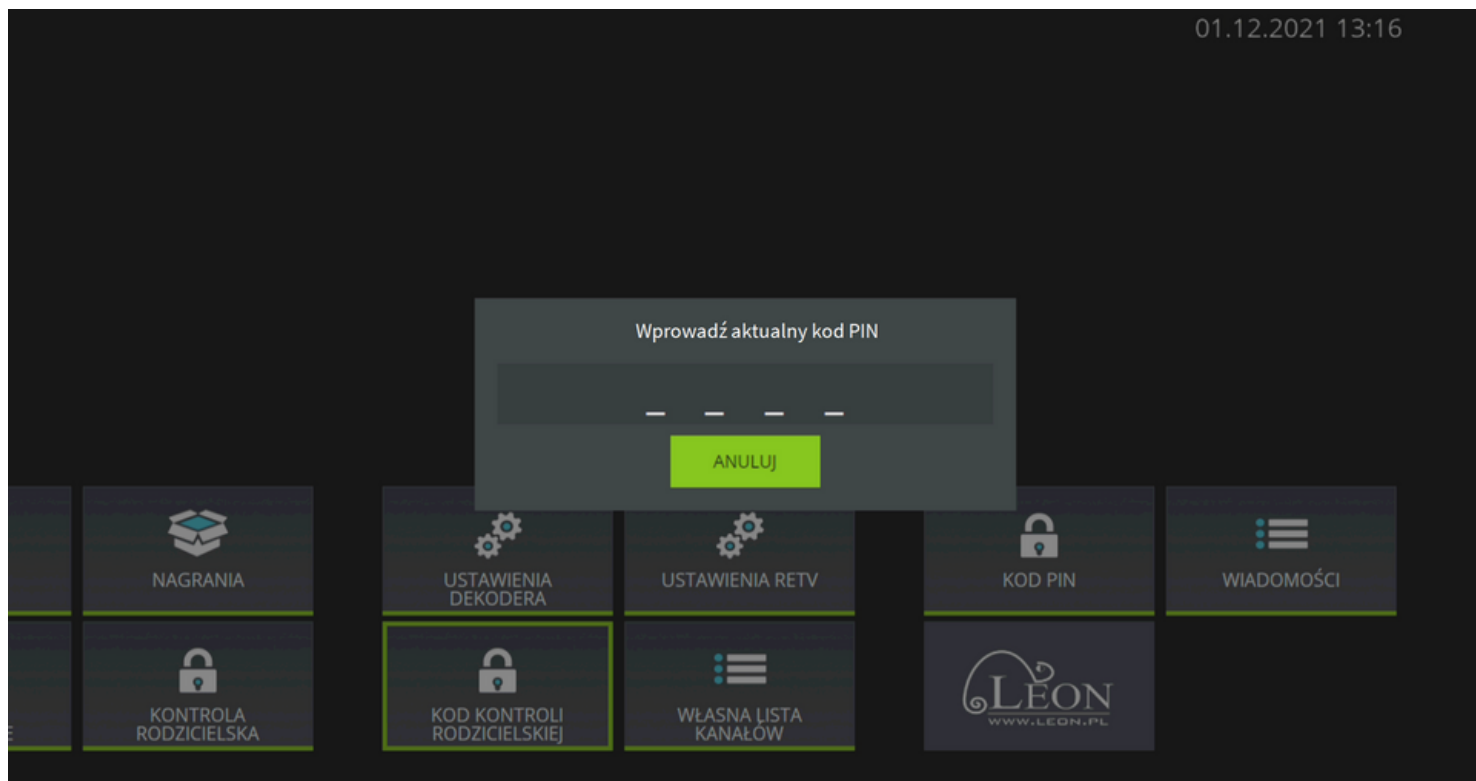 01.12.2021 13:16
Wprowadź aktualny kod PIN
ANULUJ
NAGRANIA
USTAWIENIA
DEKODERA
USTAWIENIA RETV
KOD PIN
WIADOMOŚCI
E
KONTROLA
RODZICIELSKA
KOD KONTROLI
RODZICIELSKIEJ
WŁASNA LISTA
KANAŁÓW
LEON
WWW.LEON.PL